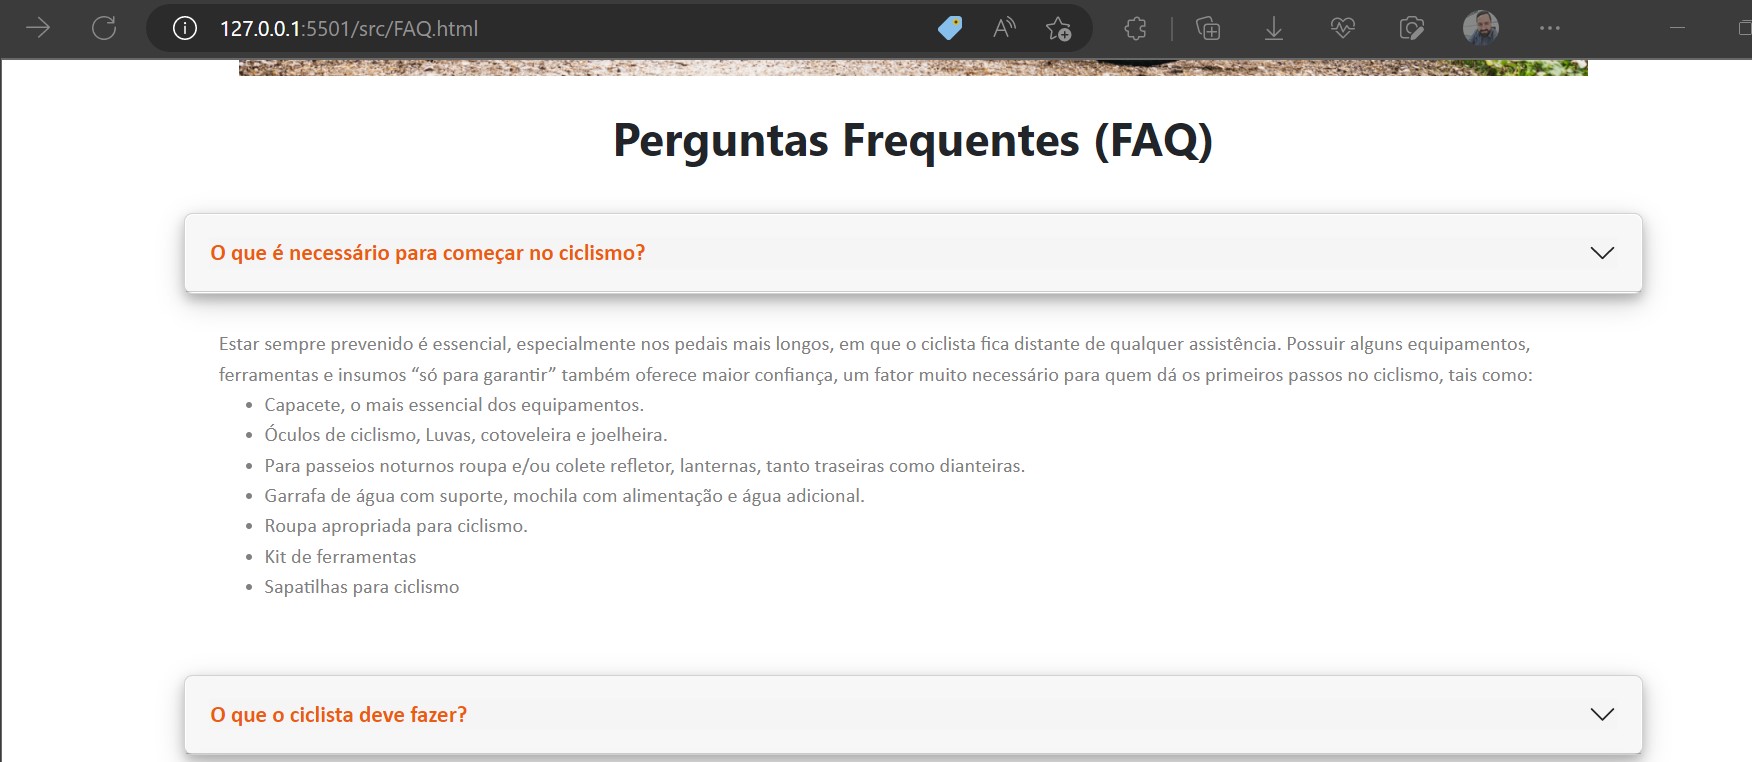 127.0.0.1:5501/src/FAQ.html
Perguntas Frequentes (FAQ)
O que é necessário para começar no ciclismo?
Estar sempre prevenido é essencial, especialmente nos pedais mais longos, em que o ciclista fica distante de qualquer assistência. Possuir alguns equipamentos,
ferramentas e insumos “só para garantir” também oferece maior confiança, um fator muito necessário para quem dá os primeiros passos no ciclismo, tais como:
• Capacete, o mais essencial dos equipamentos.
• Óculos de ciclismo, Luvas, cotoveleira e joelheira.
• Para passeios noturnos roupa e/ou colete refletor, lanternas, tanto traseiras como dianteiras.
• Garrafa de água com suporte, mochila com alimentação e água adicional.
• Roupa apropriada para ciclismo.
• Kit de ferramentas
• Sapatilhas para ciclismo
O que o ciclista deve fazer?